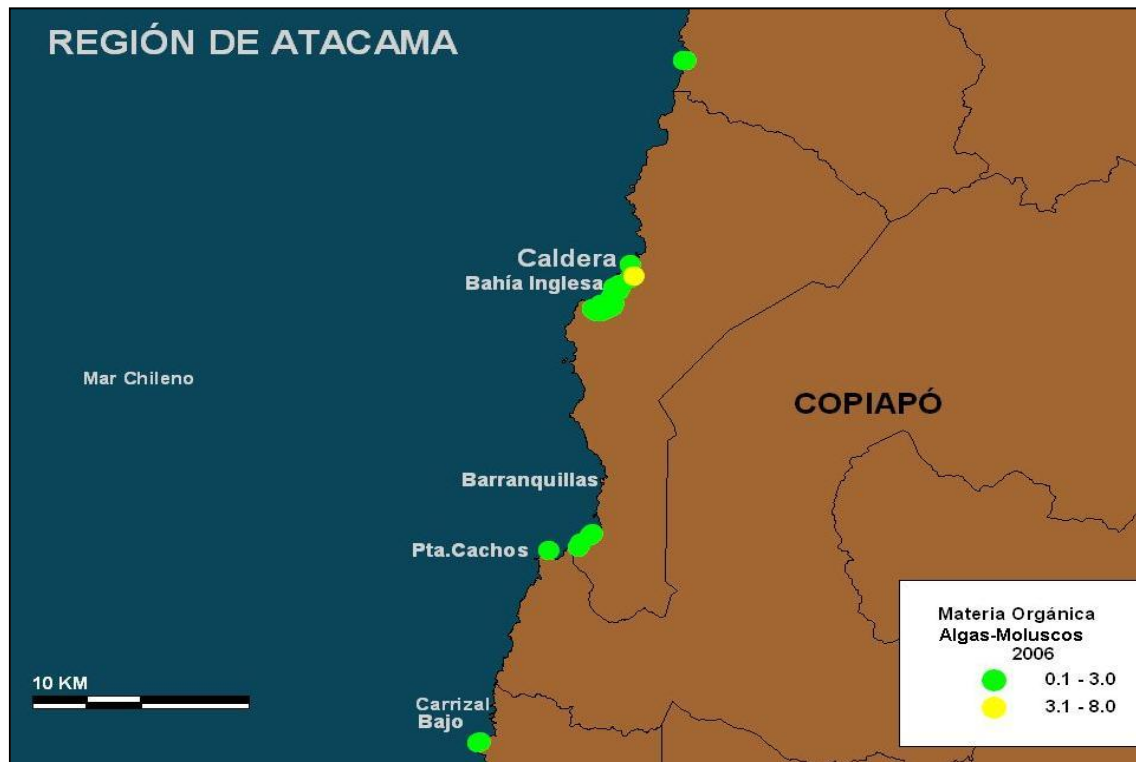 REGIÓN DE ATACAMA
Caldera
Bahía Inglesa
Mar Chileno
COPIAPÓ
Barranquillas
Pta.Cachos
Carrizal
Bajo
10 KM
Materia Orgánica
Algas-Moluscos
2006
0.1 - 3.0
3.1 - 8.0